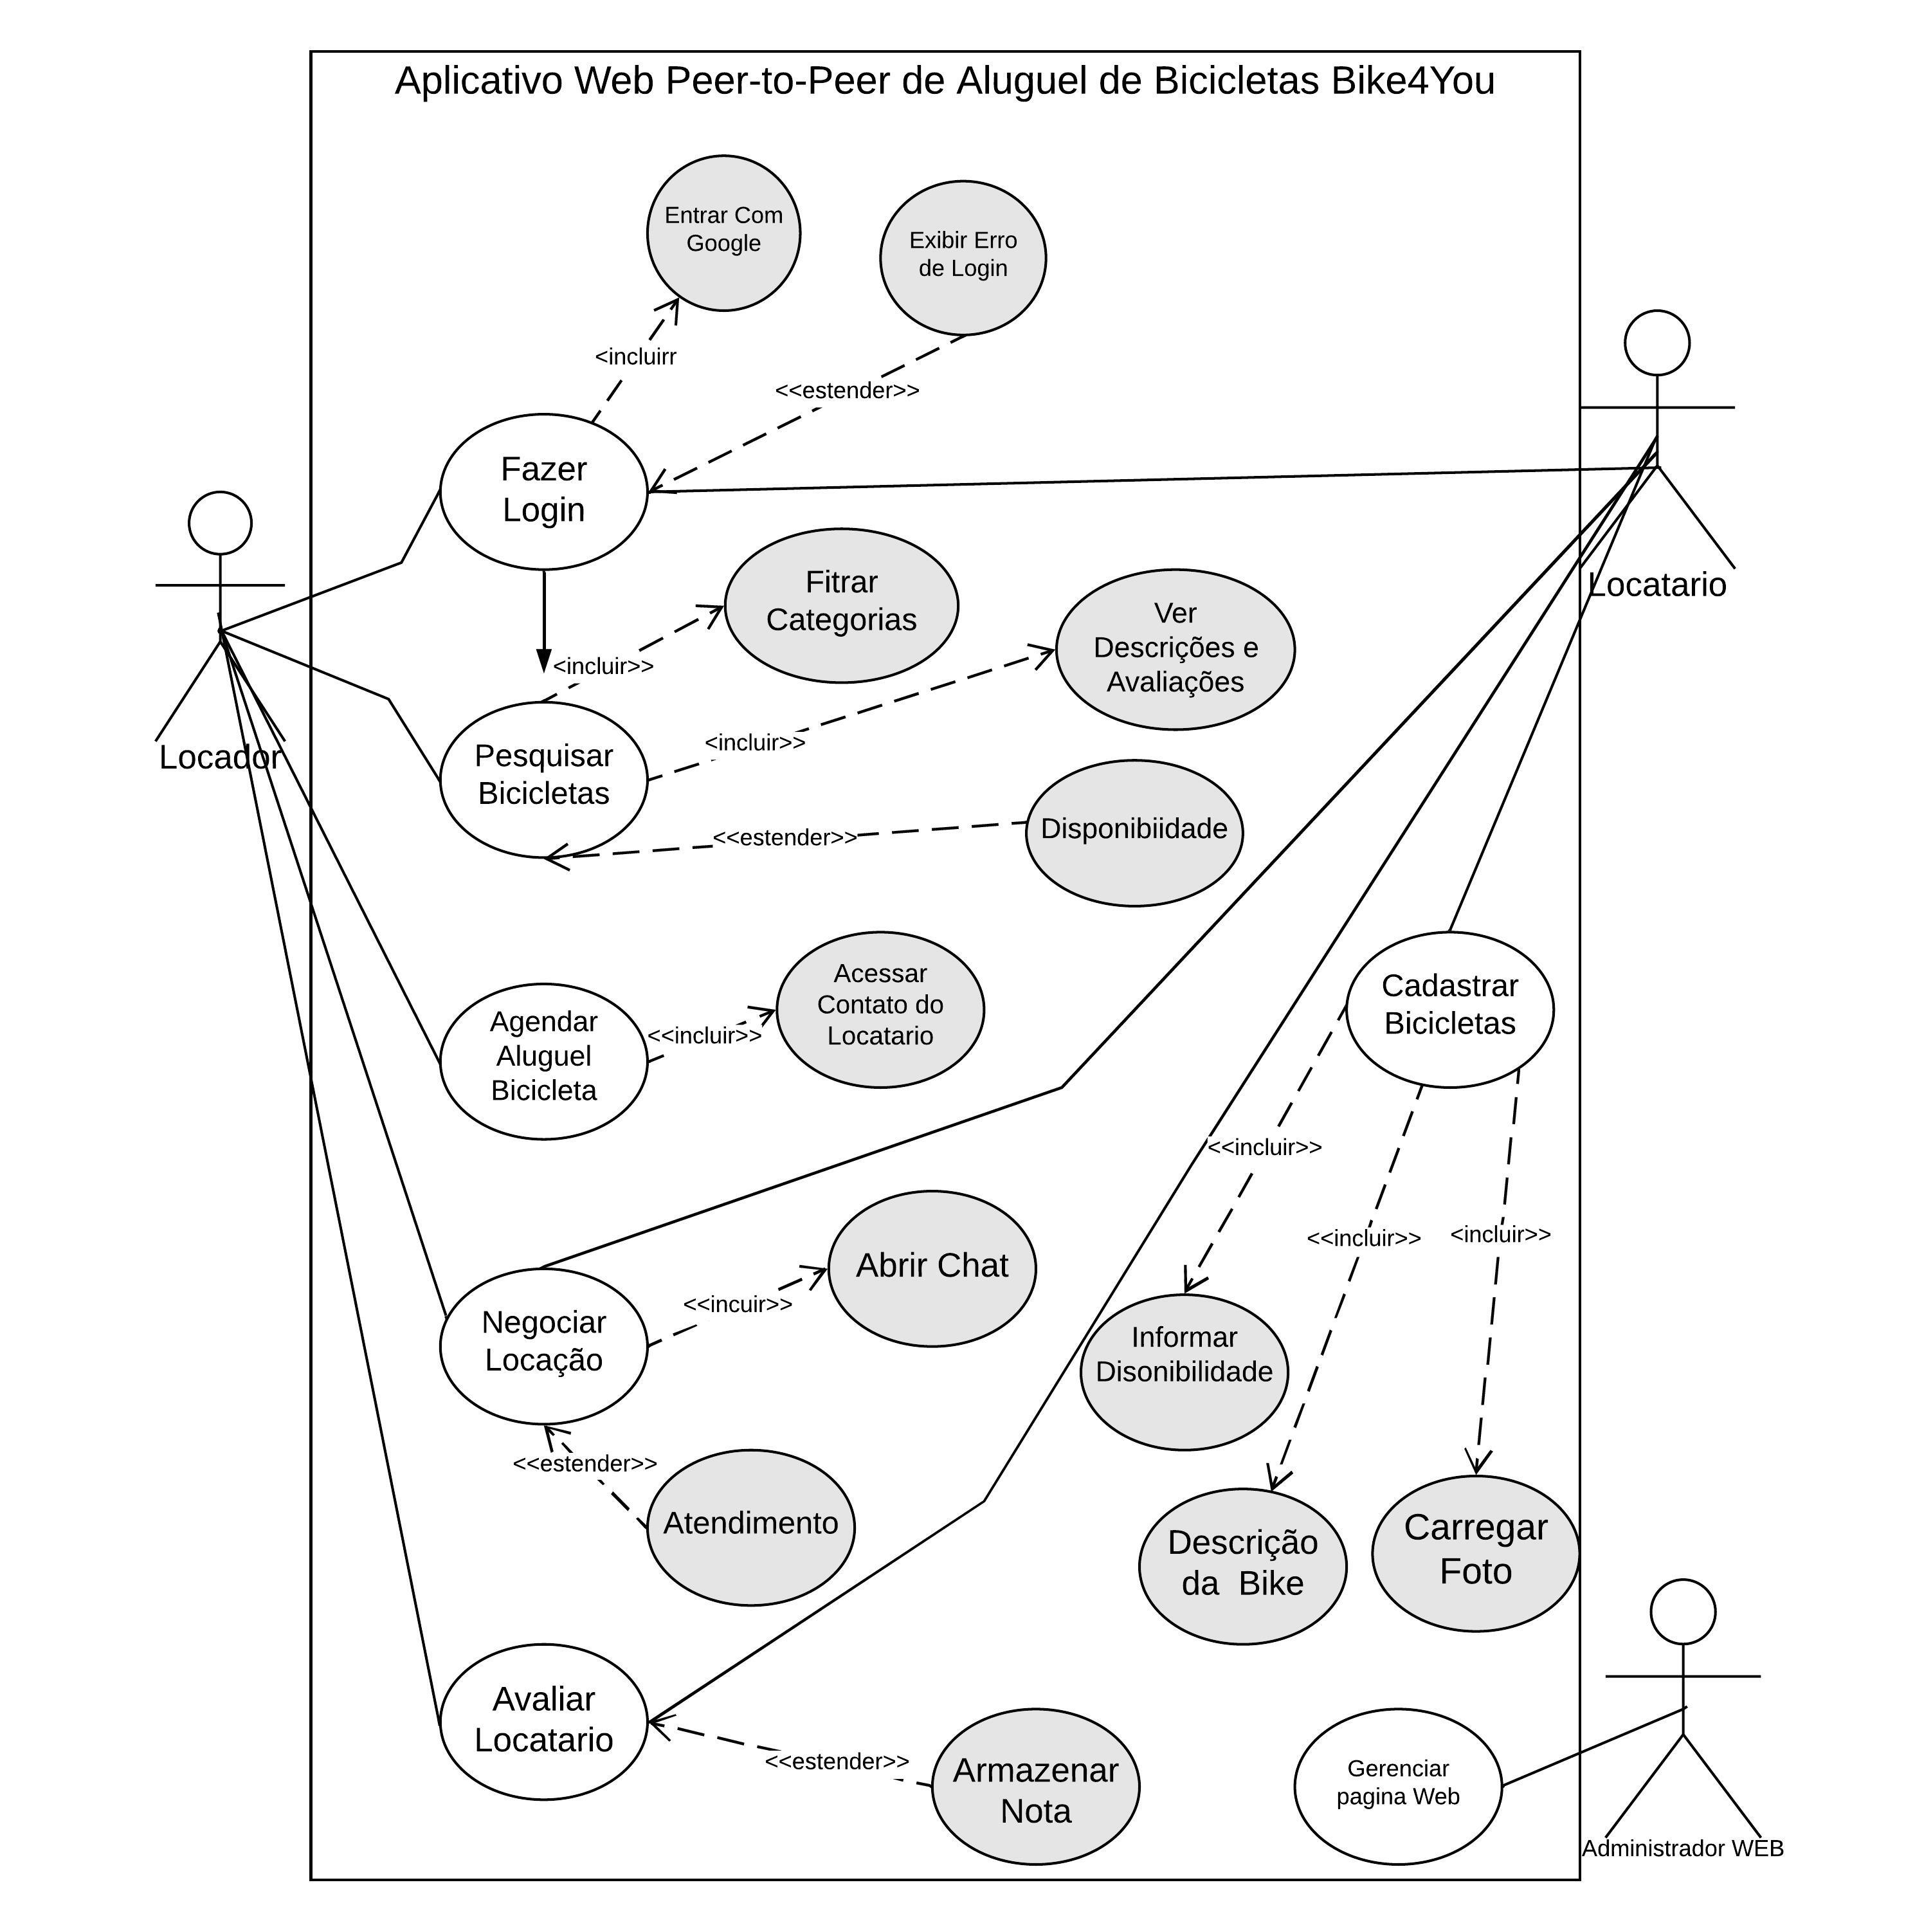 Aplicativo Web Peer-to-Peer de Aluguel de Bicicletas Bike4You
Entrar Com
Google
Exibir Erro
de Login
<incluirr
<<estender>>
Fazer
Login
Locatario
Fitrar
Categorias
Ver
Descrições e
Avaliações
<incluir>>
<incluir>>
Locador
Pesquisar
Bicicletas
<<estender>>
Disponibiidade
Acessar
Contato do
Locatario
Cadastrar
Bicicletas
Agendar
Aluguel
Bicicleta
<<incluir>>
<<incluir>>
<<incluir>>
<incluir>>
Abrir Chat
<<incuir>>
Negociar
Locação
Informar
Disonibilidade
<<estender>>
Atendimento
Descrição
da  Bike
Carregar
Foto
Avaliar
Locatario
<<estender>>
Armazenar
Nota
Gerenciar
pagina Web
Administrador WEB